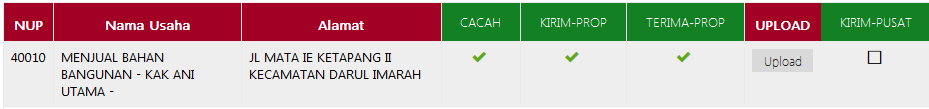 NUP Nama Usaha Alamat CACAH KIRIM-PROP TERIMA-PROP UPLOAD KIRIM-PUSAT
40010 MENJUAL BAHAN JL MATA IE KETAPANG II Upload
BANGUNAN - KAK ANI KECAMATAN DARUL IMARAH
UTAMA -